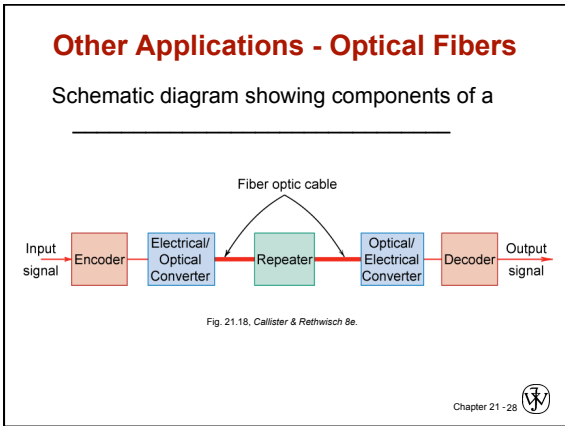 Other Applications - Optical Fibers
Schematic diagram showing components of a
_______________________________
Fiber optic cable
Input
signal
Encoder
Electrical/
Optical
Converter
Repeater
Optical/
Electrical
Converter
Decoder
Output
signal
Fig. 21.18, Callister & Rethwisch 8e.
Chapter 21 - 28